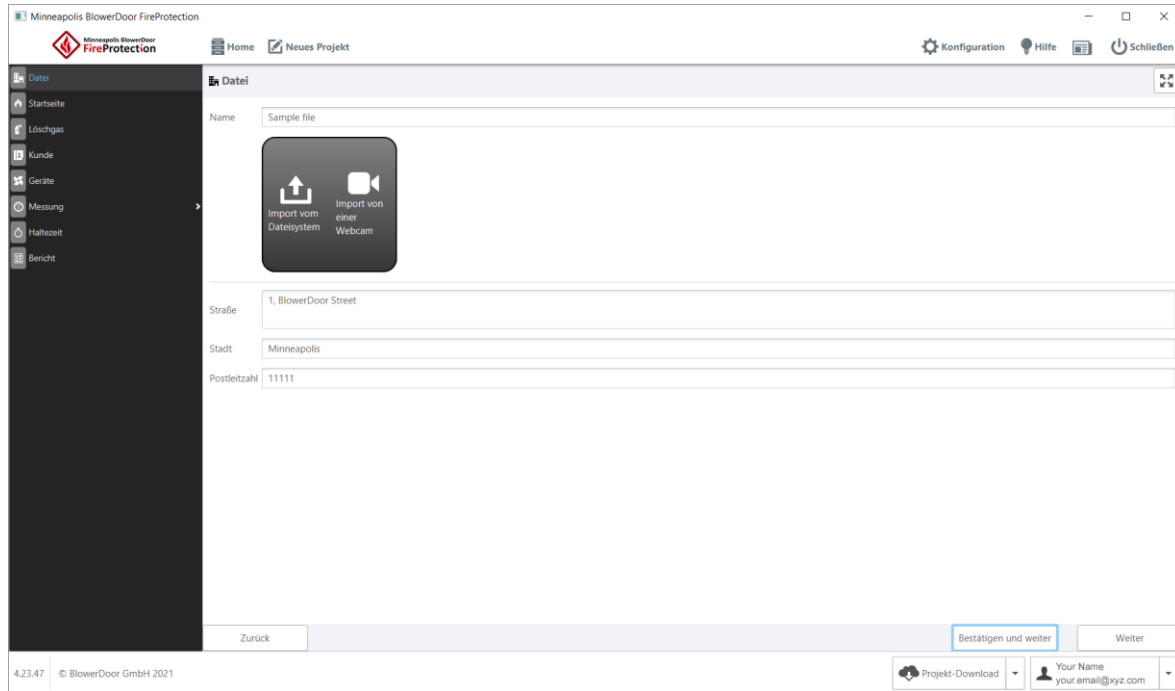 Minneapolis BlowerDoor FireProtection
Minneapolis BlowerDoor
FireProtection
Home
Neues Projekt
Konfiguration
Hilfe
Schließen
Datei
Startseite
Löschgas
Kunde
Geräte
Messung
Haltezeit
Bericht
Datei
Name
Sample file
Import vom
Dateisystem
Import von
einer
Webcam
Straße
1, BlowerDoor Street
Stadt
Minneapolis
Postleitzahl
11111
Zurück
Bestätigen und weiter
Weiter
4.23.47
© BlowerDoor GmbH 2021
Projekt-Download
Your Name
your.email@xyz.com